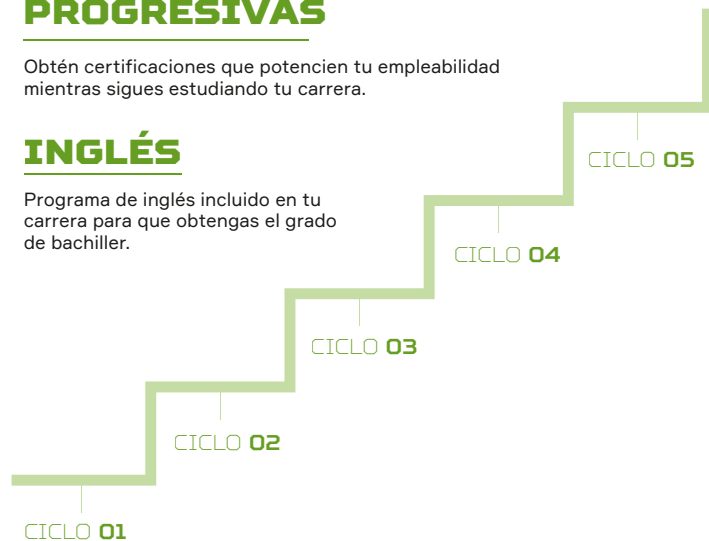 PROGRESIVAS
Obtén certificaciones que potencien tu empleabilidad
mientras sigues estudiando tu carrera.
INGLÉS
Programa de inglés incluido en tu
carrera para que obtengas el grado
de bachiller.
CICLO 05
CICLO 04
CICLO 03
CICLO 02
CICLO 01